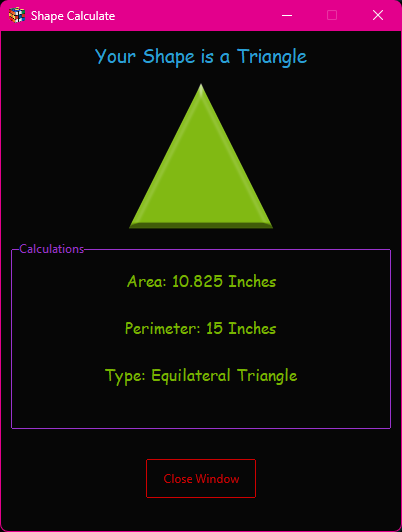 Shape Calculate
Your Shape is a Triangle
Calculations
Area: 10.825 Inches
Perimeter: 15 Inches
Type: Equilateral Triangle
Close Window